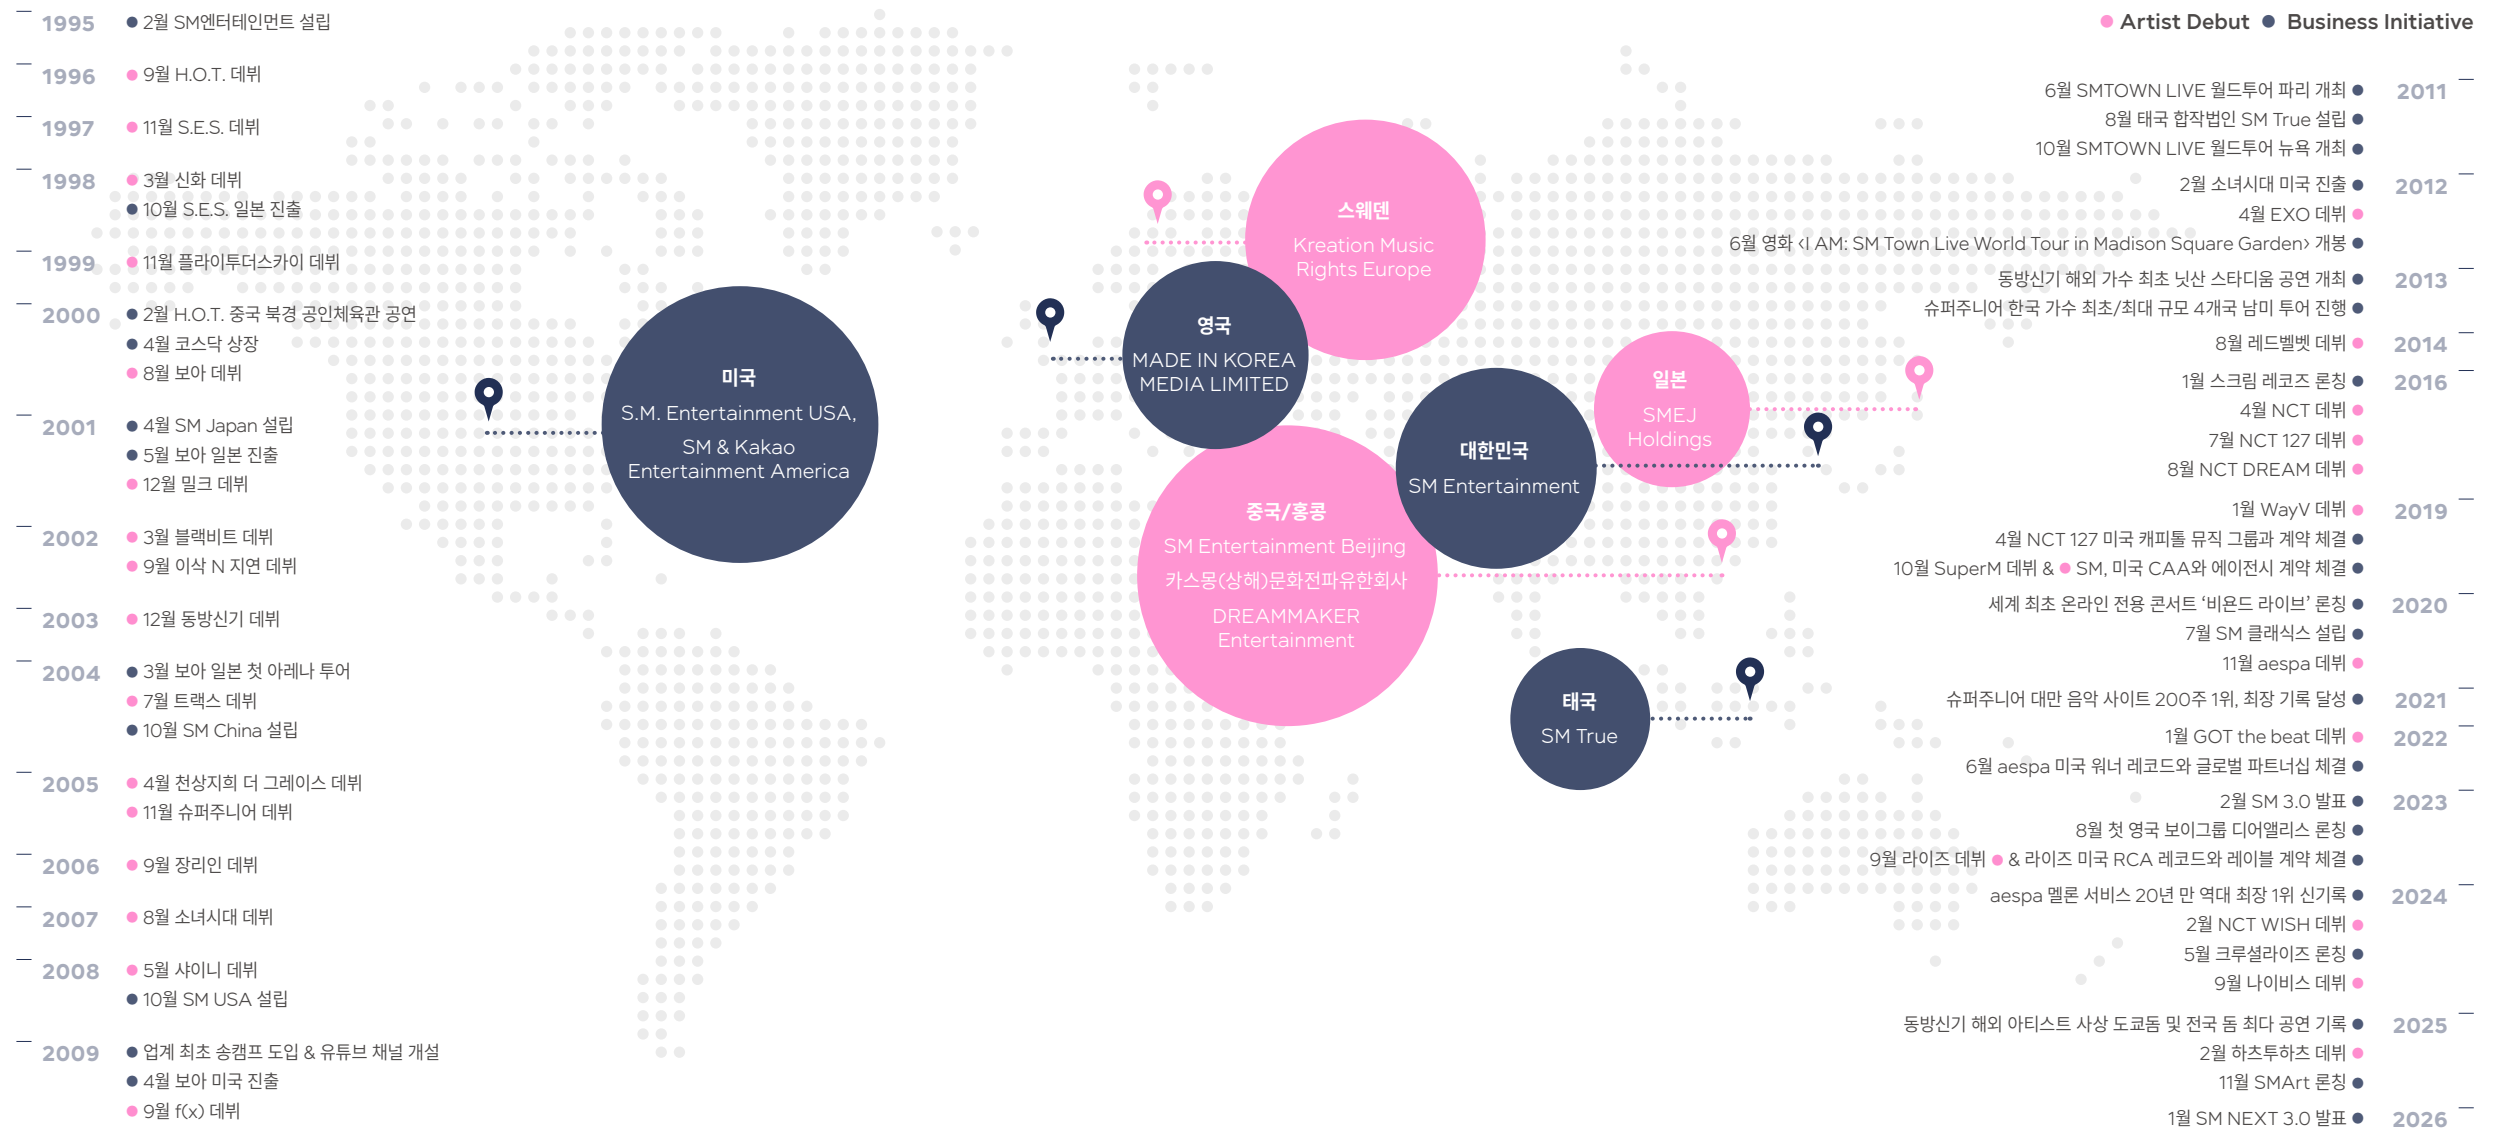 1995
2월 SM엔터테인먼트 설립
1996
9월 H.O.T. 데뷔
1997
11월 S.E.S. 데뷔
1998
3월 신화 데뷔
10월 S.E.S. 일본 진출
1999
11월 플라이투더스카이 데뷔
2000
2월 H.O.T. 중국 북경 공인체육관 공연
4월 코스닥 상장
8월 보아 데뷔
2001
4월 SM Japan 설립
5월 보아 일본 진출
12월 밀크 데뷔
2002
3월 블랙비트 데뷔
9월 이삭 N 지연 데뷔
2003
12월 동방신기 데뷔
2004
3월 보아 일본 첫 아레나 투어
7월 트랙스 데뷔
10월 SM China 설립
2005
4월 천상지희 더 그레이스 데뷔
11월 슈퍼주니어 데뷔
2006
9월 장리인 데뷔
2007
8월 소녀시대 데뷔
2008
5월 샤이니 데뷔
10월 SM USA 설립
2009
업계 최초 송캠프 도입 & 유튜브 채널 개설
4월 보아 미국 진출
9월 f(x) 데뷔
미국
S.M. Entertainment USA,
SM & Kakao
Entertainment America
스웨덴
Kreation Music
Rights Europe
영국
MADE IN KOREA
MEDIA LIMITED
일본
SMEJ
Holdings
대한민국
SM Entertainment
중국/홍콩
SM Entertainment Beijing
카스몽(상해)문화전파유한회사
DREAMMAKER
Entertainment
태국
SM True
Artist Debut
Business Initiative
6월 SMTOWN LIVE 월드투어 파리 개최
2011
8월 태국 합작법인 SM True 설립
10월 SMTOWN LIVE 월드투어 뉴욕 개최
2월 소녀시대 미국 진출
2012
4월 EXO 데뷔
6월 영화 <I AM: SM Town Live World Tour in Madison Square Garden> 개봉
동방신기 해외 가수 최초 닛산 스타디움 공연 개최
2013
슈퍼주니어 한국 가수 최초/최대 규모 4개국 남미 투어 진행
8월 레드벨벳 데뷔
2014
1월 스크림 레코즈 론칭
2016
4월 NCT 데뷔
7월 NCT 127 데뷔
8월 NCT DREAM 데뷔
1월 WayV 데뷔
2019
4월 NCT 127 미국 캐피톨 뮤직 그룹과 계약 체결
10월 SuperM 데뷔 & SM, 미국 CAA와 에이전시 계약 체결
세계 최초 온라인 전용 콘서트 ‘비욘드 라이브’ 론칭
2020
7월 SM 클래식스 설립
11월 aespa 데뷔
슈퍼주니어 대만 음악 사이트 200주 1위, 최장 기록 달성
2021
1월 GOT the beat 데뷔
2022
6월 aespa 미국 워너 레코드와 글로벌 파트너십 체결
2월 SM 3.0 발표
2023
8월 첫 영국 보이그룹 디어앨리스 론칭
9월 라이즈 데뷔 & 라이즈 미국 RCA 레코드와 레이블 계약 체결
aespa 멜론 서비스 20년 만 역대 최장 1위 신기록
2024
2월 NCT WISH 데뷔
5월 크루셜라이즈 론칭
9월 나이비스 데뷔
동방신기 해외 아티스트 사상 도쿄돔 및 전국 돔 최다 공연 기록
2025
2월 하츠투하츠 데뷔
11월 SMArt 론칭
1월 SM NEXT 3.0 발표
2026